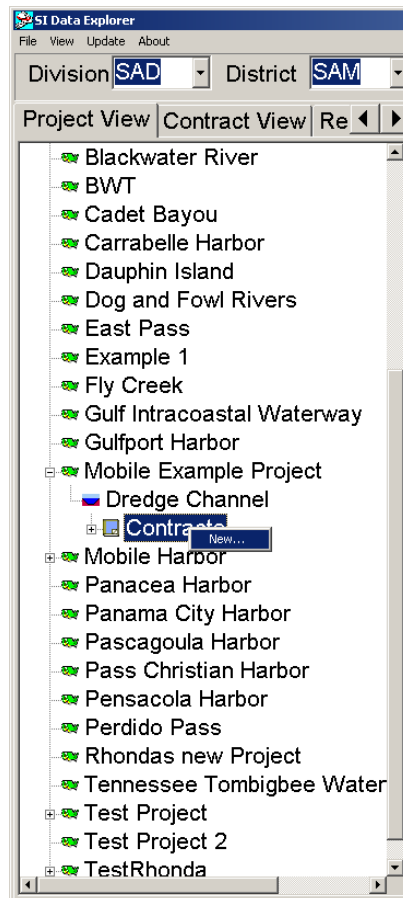 SI Data Explorer
File View Update About
Division SAD District SAM
Project View Contract View Re
Blackwater River
BWT
Cadet Bayou
Carrabelle Harbor
Dauphin Island
Dog and Fowl Rivers
East Pass
Example 1
Fly Creek
Gulf Intracoastal Waterway
Gulfport Harbor
Mobile Example Project
Dredge Channel
Contracts
New...
Mobile Harbor
Panacea Harbor
Panama City Harbor
Pascagoula Harbor
Pass Christian Harbor
Pensacola Harbor
Perdido Pass
Rhondas new Project
Tennessee Tombigbee Water
Test Project
Test Project 2
TestRhonda